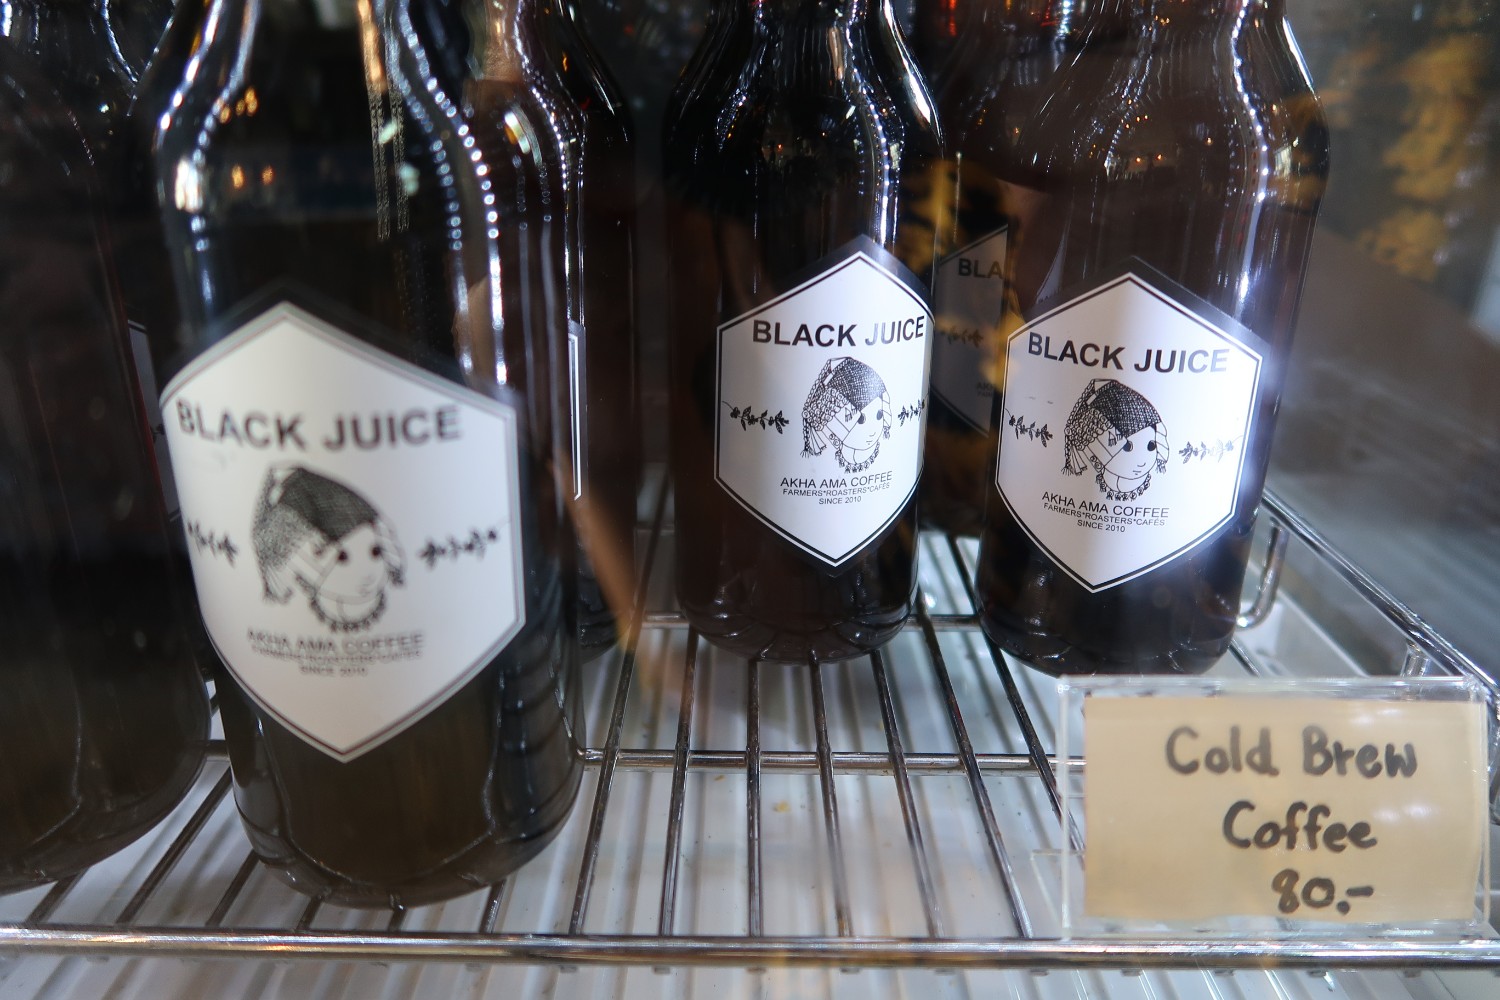 BLACK JUICE
AKHA AMA COFFEE
FARMERS*ROASTERS*CAFÉS
SINCE 2010
BLACK JUICE
AKHA AMA COFFEE
FARMERS*ROASTERS*CAFÉS
SINCE 2010
BLA
BLACK JUICE
AKHA AMA COFFEE
FARMERS*ROASTERS*CAFÉS
SINCE 2010
Cold Brew
Coffee
80.-